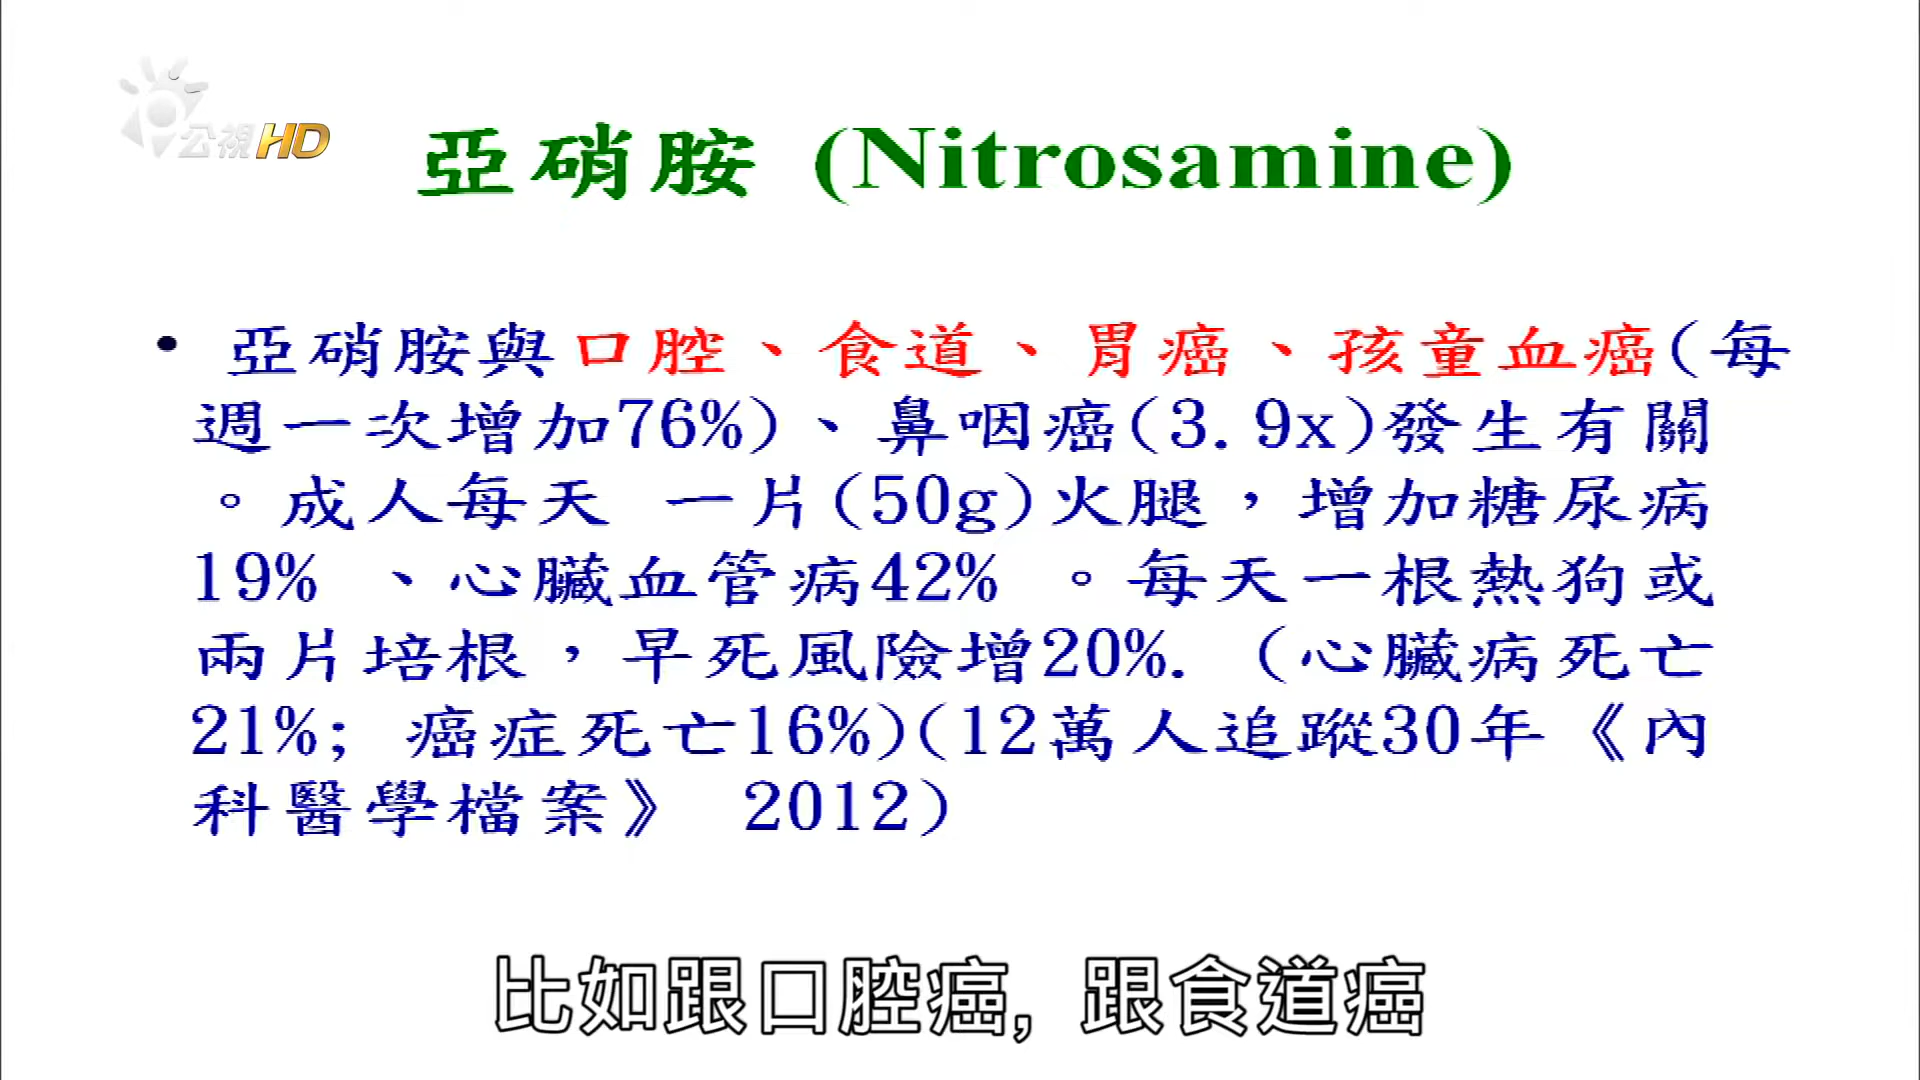 公視HD
亞硝胺 (Nitrosamine)
• 亞硝胺與口腔、食道、胃癌、孩童血癌(每
週一次增加76%)、鼻咽癌(3.9x)發生有關
。成人每天 一片(50g)火腿，增加糖尿病
19% 、心臟血管病42% 。每天一根熱狗或
兩片培根，早死風險增20%. (心臟病死亡
21%; 癌症死亡16%)(12萬人追蹤30年《內
科醫學檔案》 2012)
比如跟口腔癌, 跟食道癌